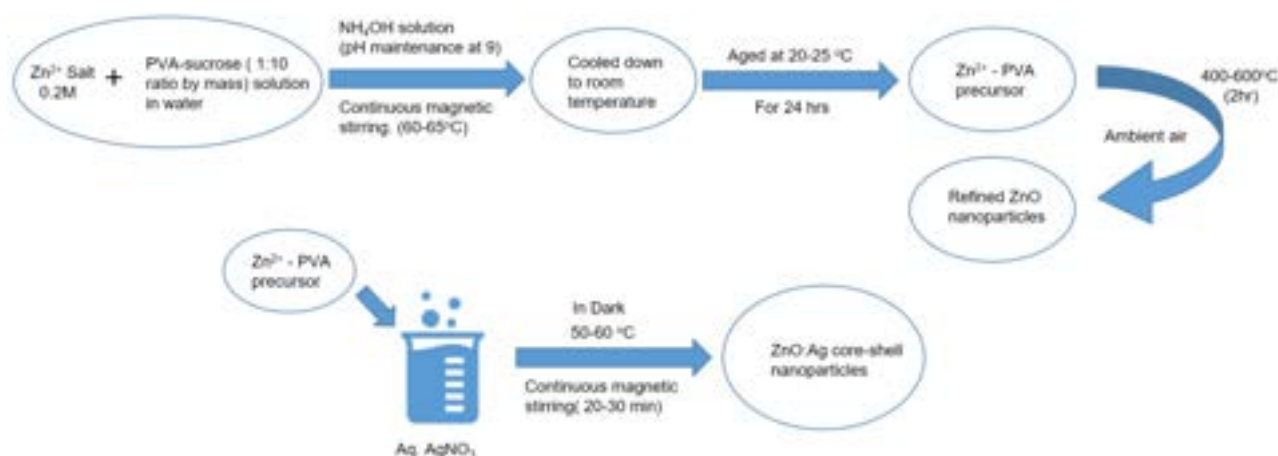 Zn²⁺ Salt
0.2M
+
PVA-sucrose ( 1:10
ratio by mass) solution
in water
NH₄OH solution
(pH maintenance at 9)
Continuous magnetic
stirring. (60-65°C)
Cooled down
to room
temperature
Aged at 20-25 °C
For 24 hrs
Zn²⁺ - PVA
precursor
400-600°C
(2hr)
Ambient air
Refined ZnO
nanoparticles
Zn²⁺ - PVA
precursor
Aq. AgNO₃
In Dark
50-60 °C
Continuous magnetic
stirring( 20-30 min)
ZnO:Ag core-shell
nanoparticles